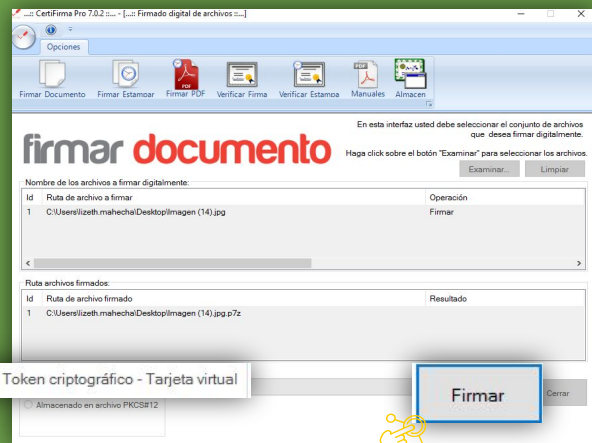 ...:: CertiFirma Pro 7.0.2 ::... - [...:: Firmado digital de archivos ::...]
Opciones
Firmar Documento Firmar Estampar Firmar PDF Verificar Firma Verificar Estampa Manuales Almacen
En esta interfaz usted debe seleccionar el conjunto de archivos
que desea firmar digitalmente.
firmar documento
Haga click sobre el botón "Examinar" para seleccionar los archivos.
Examinar... Limpiar
Nombre de los archivos a firmar digitalmente:
Id Ruta de archivo a firmar Operación
1 C:\Users\lizeth.mahecha\Desktop\Imagen (14).jpg Firmar
Ruta archivos firmados:
Id Ruta de archivo firmado Resultado
1 C:\Users\lizeth.mahecha\Desktop\Imagen (14).jpg.p7z
Token criptográfico - Tarjeta virtual
Firmar
Cerrar
Almacenado en archivo PKCS#12